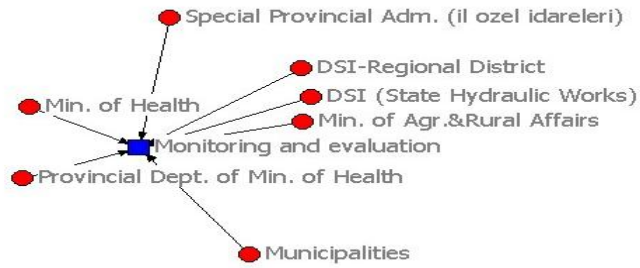 Special Provincial Adm. (il ozel idareleri)
DSI-Regional District
DSI (State Hydraulic Works)
Min. of Health
Min. of Agr.&Rural Affairs
Monitoring and evaluation
Provincial Dept. of Min. of Health
Municipalities